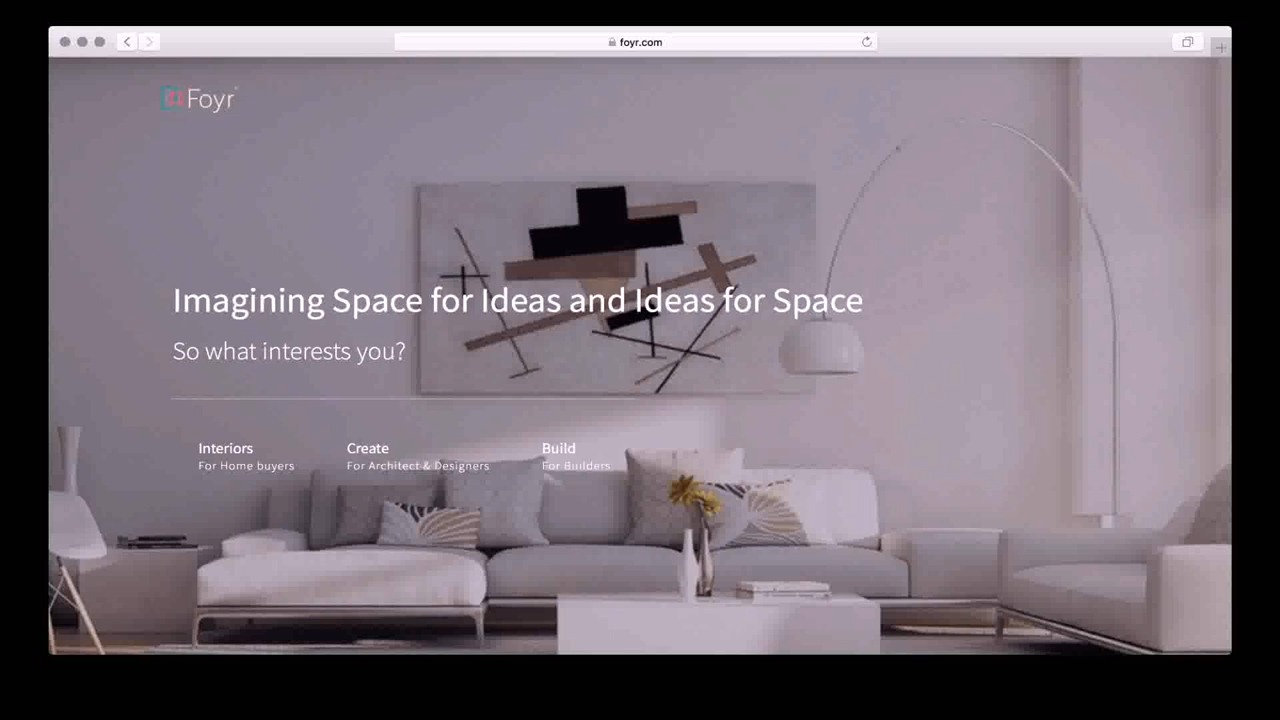 foyr.com
Foyr
Imagining Space for Ideas and Ideas for Space
So what interests you?
Interiors
For Home buyers
Create
For Architect & Designers
Build
For Builders